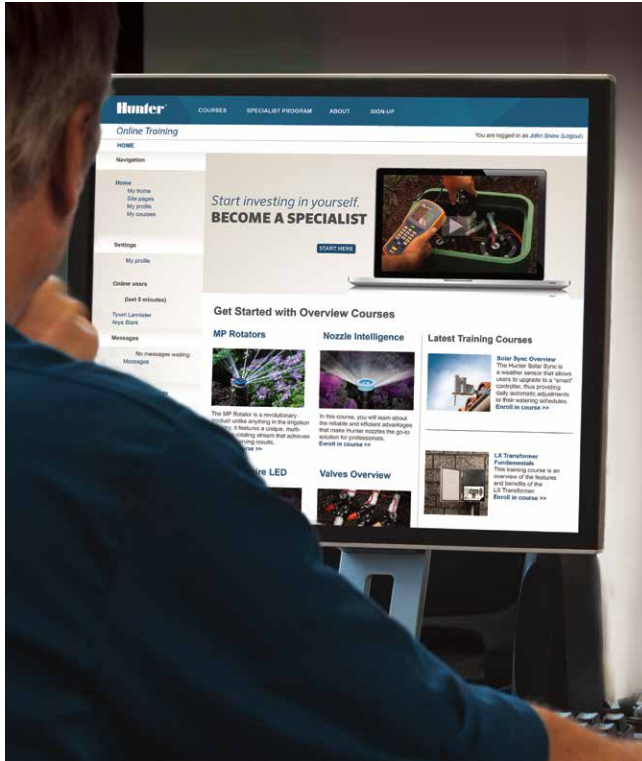 Hunter
COURSES
SPECIALIST PROGRAM
ABOUT
SIGN-UP
Online Training
You are logged in as John Snow (Logout)
HOME
Navigation
Home
My home
Site pages
My profile
My courses
Settings
My profile
Online users
(last 5 minutes)
Tywin Lannister
Arya Stark
Messages
No messages waiting
Messages
Start investing in yourself.
BECOME A SPECIALIST
START HERE
Get Started with Overview Courses
MP Rotators
The MP Rotator is a revolutionary
product unlike anything in the irrigation
It features a unique, multi-
rotating stream that achieves
results.
>>
Nozzle Intelligence
In this course, you will learn about
the reliable and efficient advantages
that make Hunter nozzles the go-to
solution for professionals.
Enroll in course >>
LED
Valves Overview
Latest Training Courses
Solar Sync Overview
The Hunter Solar Sync is
a weather sensor that allows
users to upgrade to a "smart"
controller, thus providing
daily automatic adjustments
to their watering schedules.
Enroll in course >>
LX Transformer
Fundamentals
This training course is an
overview of the features
and benefits of the
LX Transformer.
Enroll in course >>